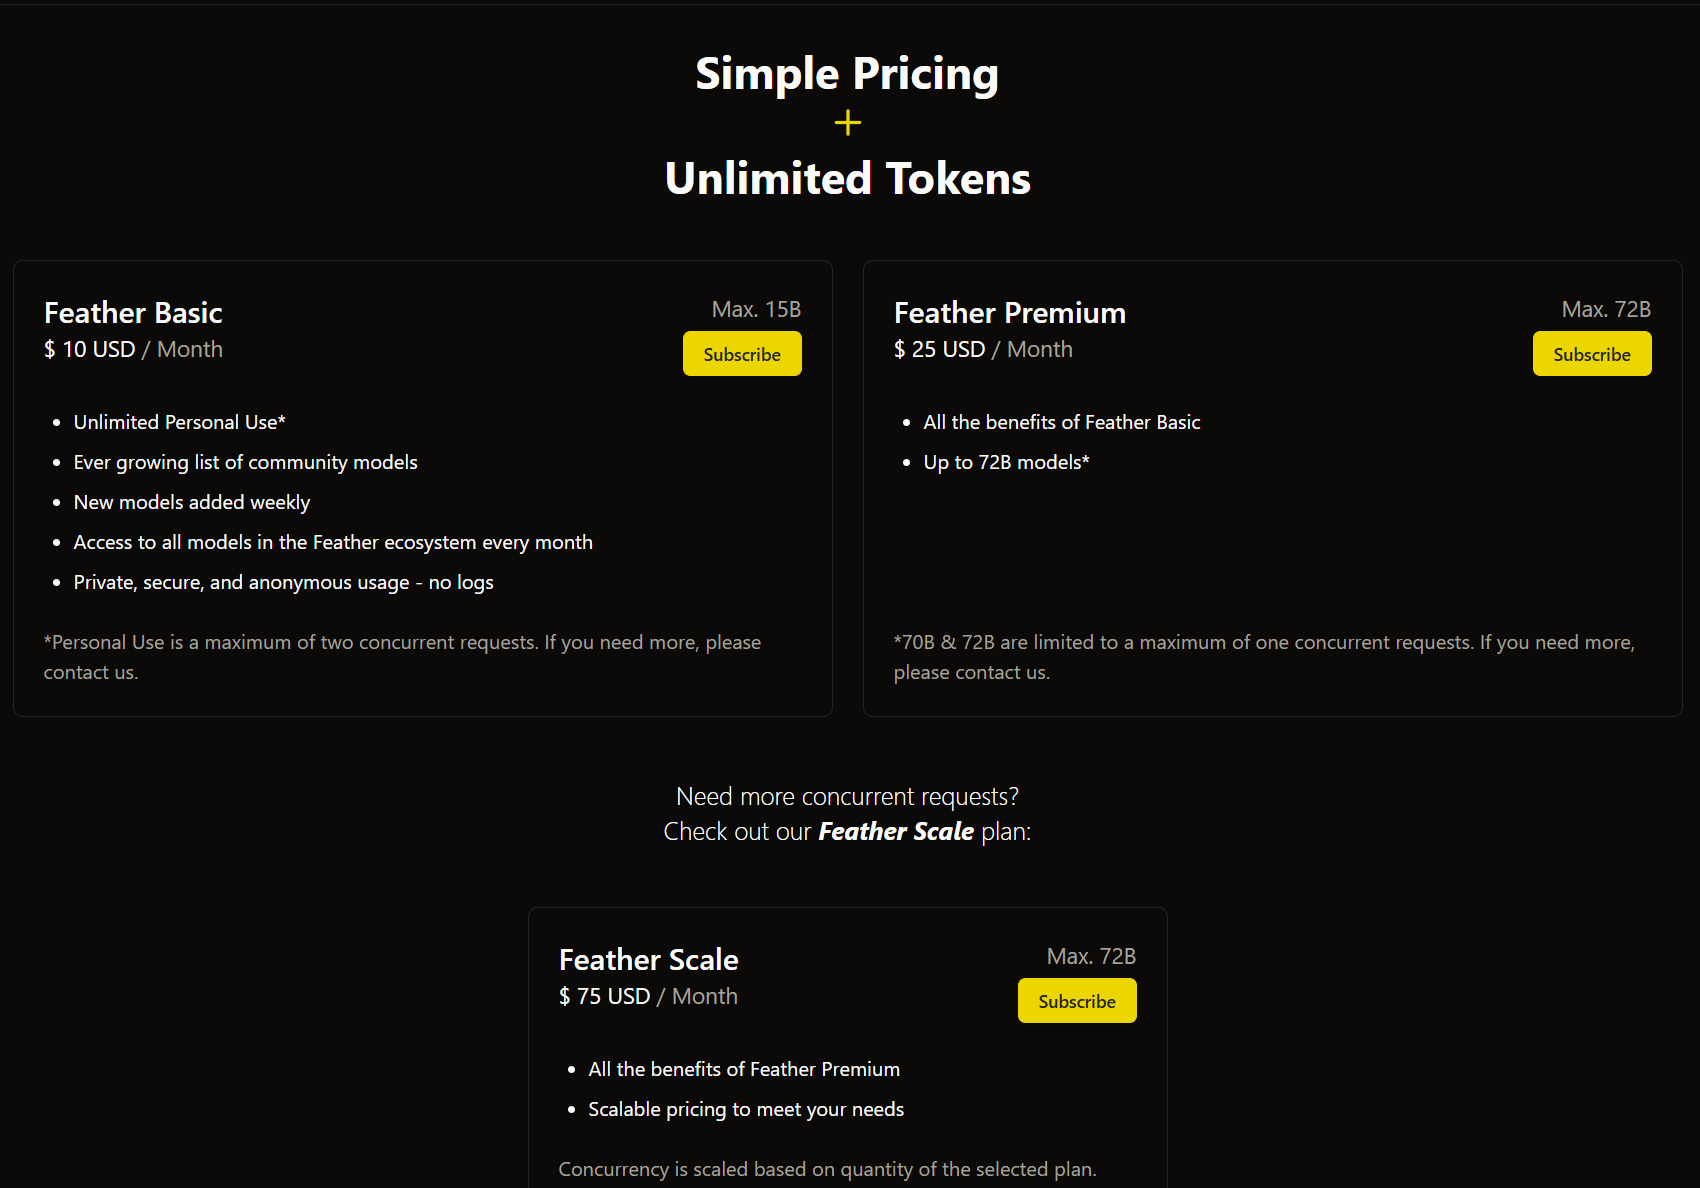 Simple Pricing
+
Unlimited Tokens
Feather Basic
Max. 15B
$ 10 USD / Month
Subscribe
• Unlimited Personal Use*
• Ever growing list of community models
• New models added weekly
• Access to all models in the Feather ecosystem every month
• Private, secure, and anonymous usage - no logs
*Personal Use is a maximum of two concurrent requests. If you need more, please
contact us.
Feather Premium
Max. 72B
$ 25 USD / Month
Subscribe
• All the benefits of Feather Basic
• Up to 72B models*
*70B & 72B are limited to a maximum of one concurrent requests. If you need more,
please contact us.
Need more concurrent requests?
Check out our Feather Scale plan:
Feather Scale
Max. 72B
$ 75 USD / Month
Subscribe
• All the benefits of Feather Premium
• Scalable pricing to meet your needs
Concurrency is scaled based on quantity of the selected plan.